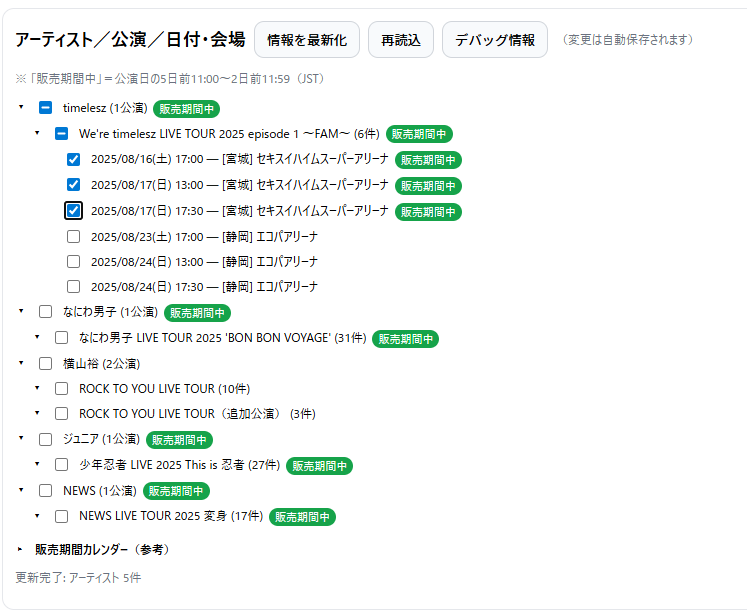 アーティスト／公演／日付・会場 情報を最新化 再読込 デバッグ情報 （変更は自動保存されます）
※「販売期間中」＝公演日の5日前11:00〜2日前11:59（JST）
timelesz (1公演) 販売期間中
We're timelesz LIVE TOUR 2025 episode 1 〜FAM〜 (6件) 販売期間中
2025/08/16(土) 17:00 — [宮城] セキスイハイムスーパーアリーナ 販売期間中
2025/08/17(日) 13:00 — [宮城] セキスイハイムスーパーアリーナ 販売期間中
2025/08/17(日) 17:30 — [宮城] セキスイハイムスーパーアリーナ 販売期間中
2025/08/23(土) 17:00 — [静岡] エコパアリーナ
2025/08/24(日) 13:00 — [静岡] エコパアリーナ
2025/08/24(日) 17:30 — [静岡] エコパアリーナ
なにわ男子 (1公演) 販売期間中
なにわ男子 LIVE TOUR 2025 'BON BON VOYAGE' (31件) 販売期間中
横山裕 (2公演)
ROCK TO YOU LIVE TOUR (10件)
ROCK TO YOU LIVE TOUR（追加公演） (3件)
ジュニア (1公演) 販売期間中
少年忍者 LIVE 2025 This is 忍者 (27件) 販売期間中
NEWS (1公演) 販売期間中
NEWS LIVE TOUR 2025 変身 (17件) 販売期間中
販売期間カレンダー（参考）
更新完了: アーティスト 5件